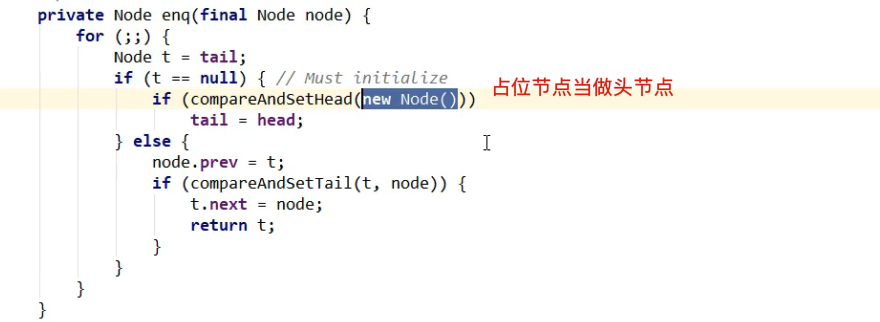 private Node enq(final Node node) {
for (;;) {
Node t = tail;
if (t == null) { // Must initialize
if (compareAndSetHead(new Node())) 占位节点当做头节点
tail = head;
} else {
node.prev = t;
if (compareAndSetTail(t, node)) {
t.next = node;
return t;
}
}
}
}